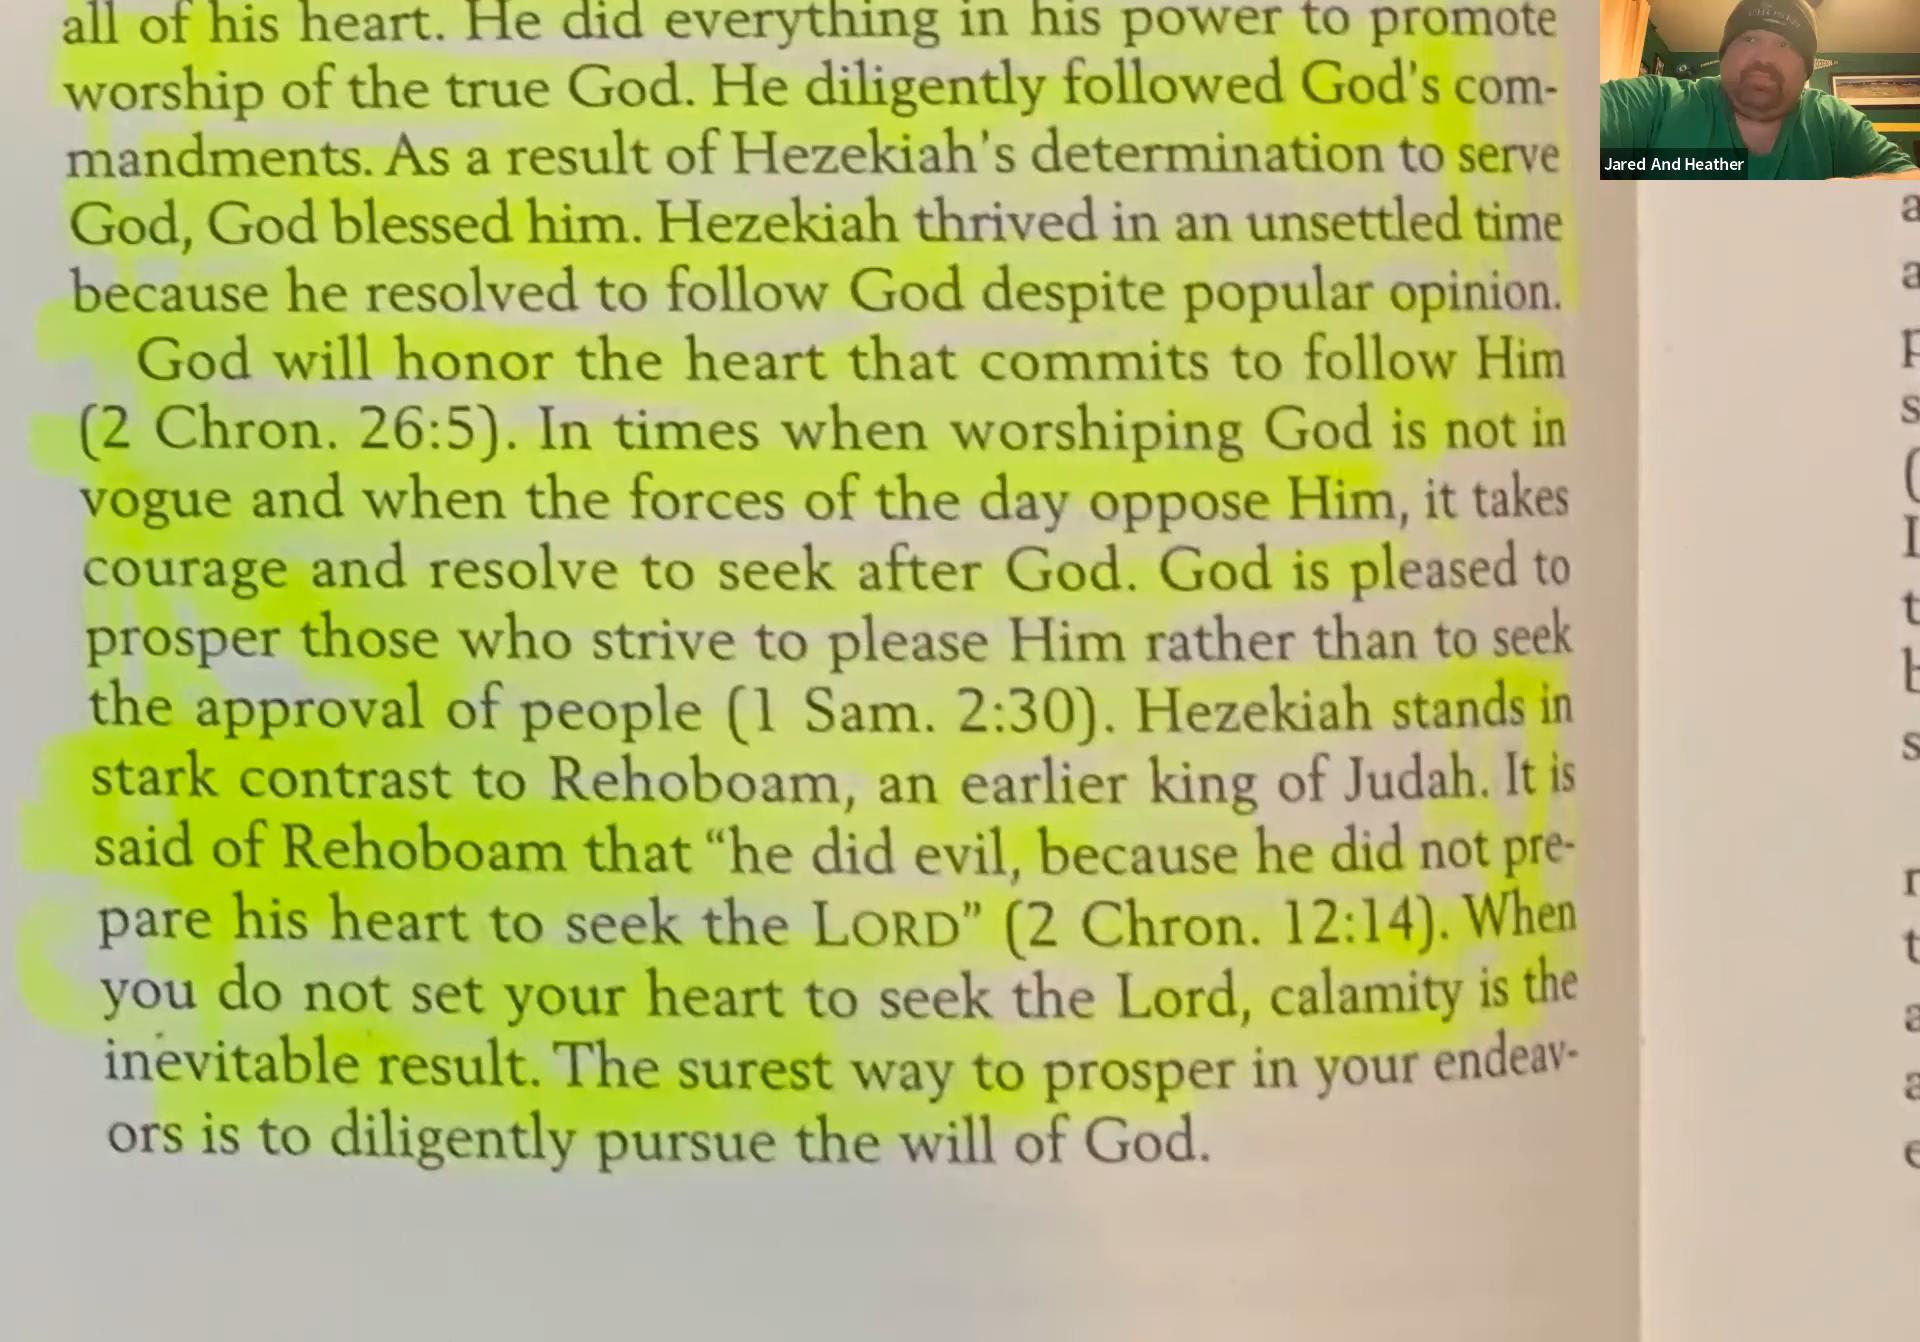 all of his heart. He did everything in his power to promote
worship of the true God. He diligently followed God's com-
mandments. As a result of Hezekiah's determination to serve
God, God blessed him. Hezekiah thrived in an unsettled time
because he resolved to follow God despite popular opinion.
God will honor the heart that commits to follow Him
(2 Chron. 26:5). In times when worshiping God is not in
vogue and when the forces of the day oppose Him, it takes
courage and resolve to seek after God. God is pleased to
prosper those who strive to please Him rather than to seek
the approval of people (1 Sam. 2:30). Hezekiah stands in
stark contrast to Rehoboam, an earlier king of Judah. It is
said of Rehoboam that “he did evil, because he did not pre-
pare his heart to seek the LORD” (2 Chron. 12:14). When
you do not set your heart to seek the Lord, calamity is the
inevitable result. The surest way to prosper in your endeav-
ors is to diligently pursue the will of God.
CHOSEN
Jared And Heather